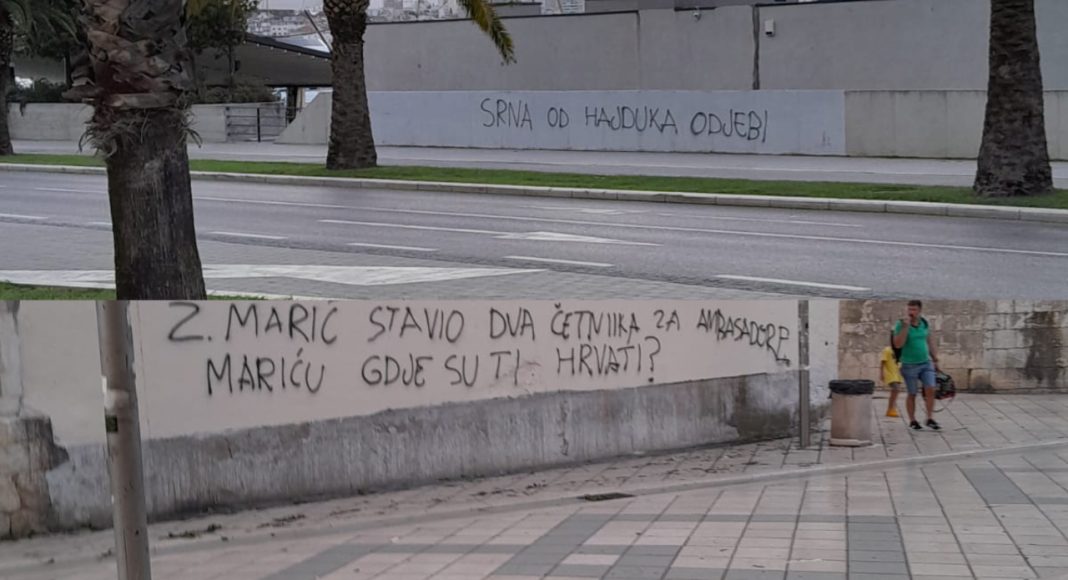 SRNA OD HAJDUKA ODJEBI
Z. MARIĆ STAVIO DVA ČETNIKA ZA AMBASADORE,
MARIĆU GDJE SU TI HRVATI?